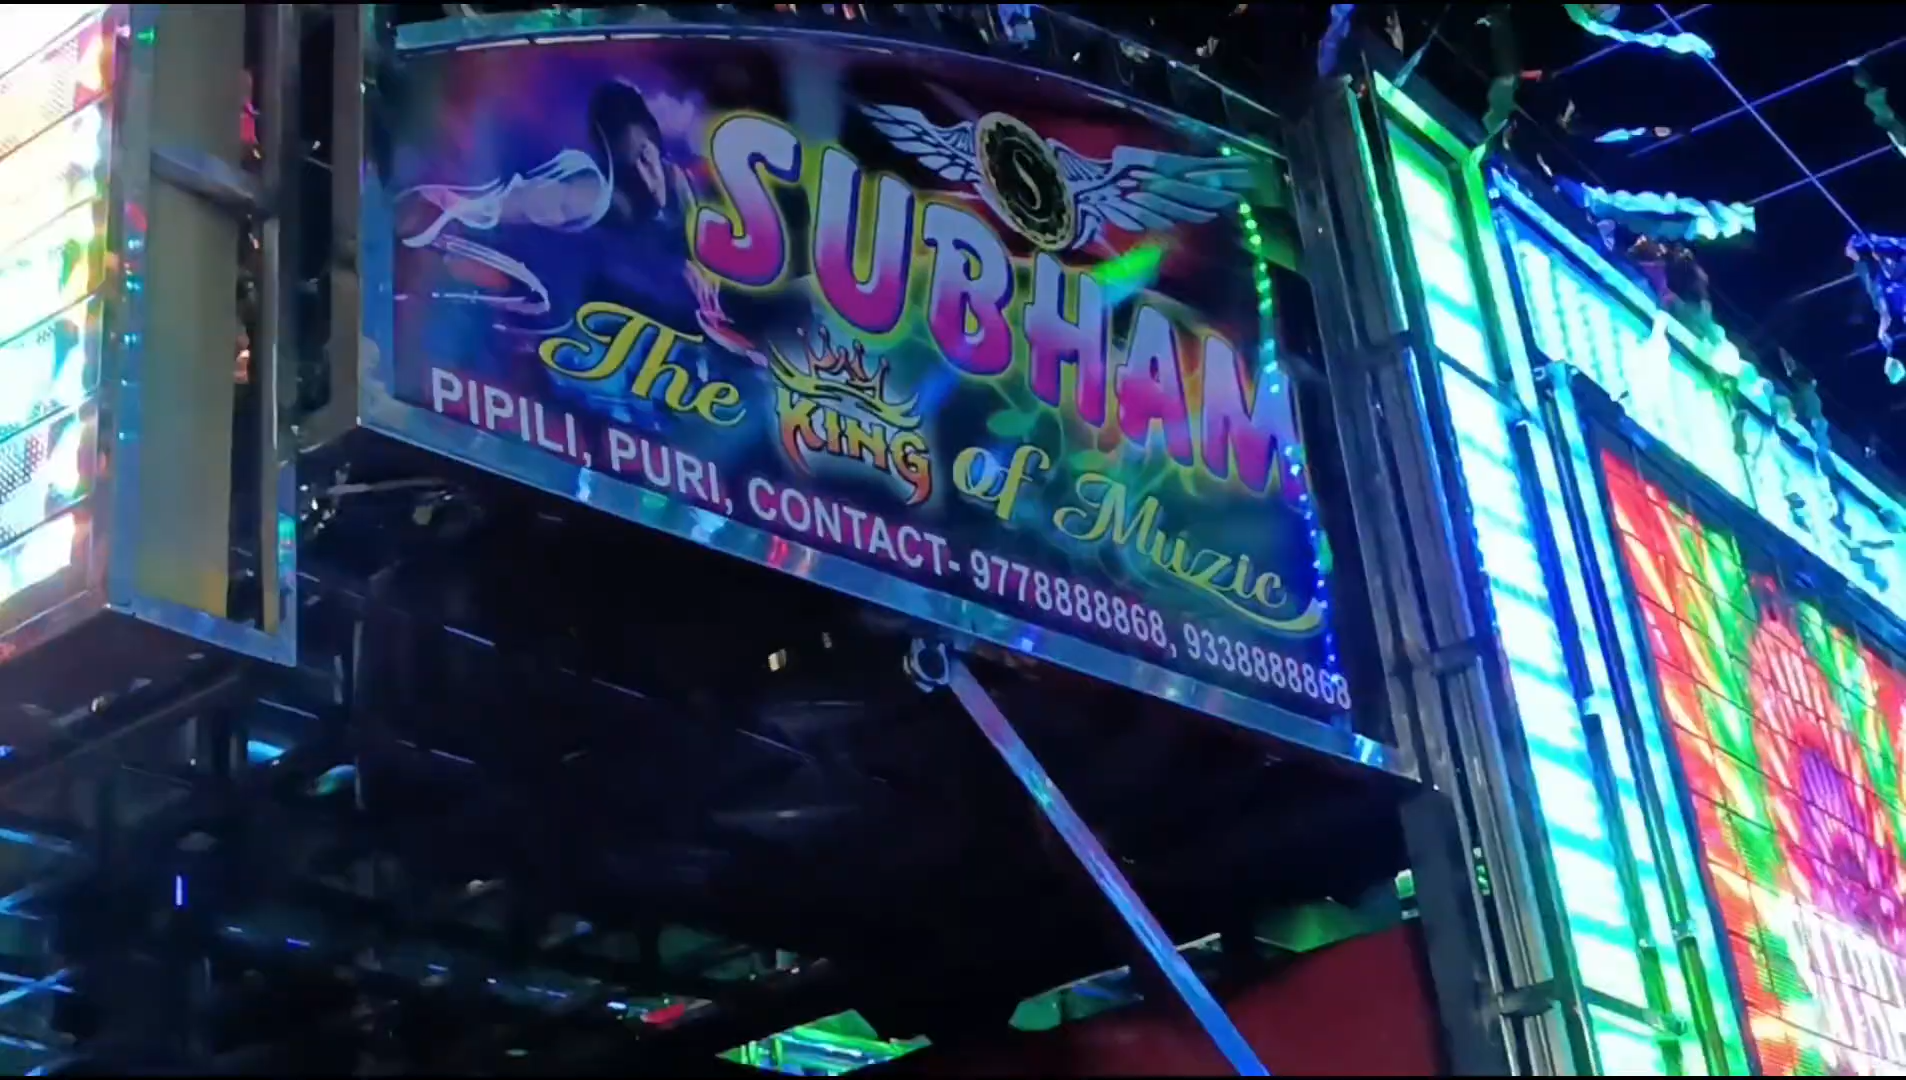 S
SUBHAM
The KING of Muzic
PIPILI, PURI, CONTACT- 9778888868, 9338888868